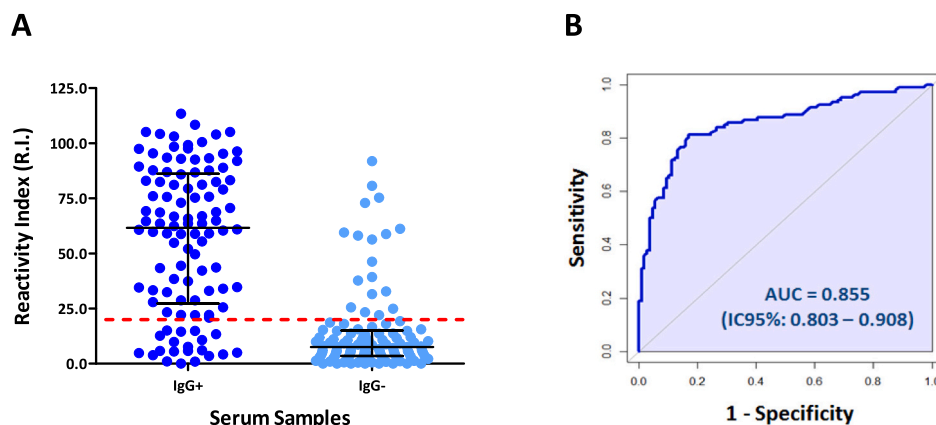 A
Reactivity Index (R.I.)
125.0
100.0
75.0
50.0
25.0
0.0
IgG+
IgG-
Serum Samples
B
Sensitivity
1.0
0.8
0.6
0.4
0.2
0.0
AUC = 0.855
(IC95%: 0.803 – 0.908)
0.0 0.2 0.4 0.6 0.8 1.0
1 - Specificity